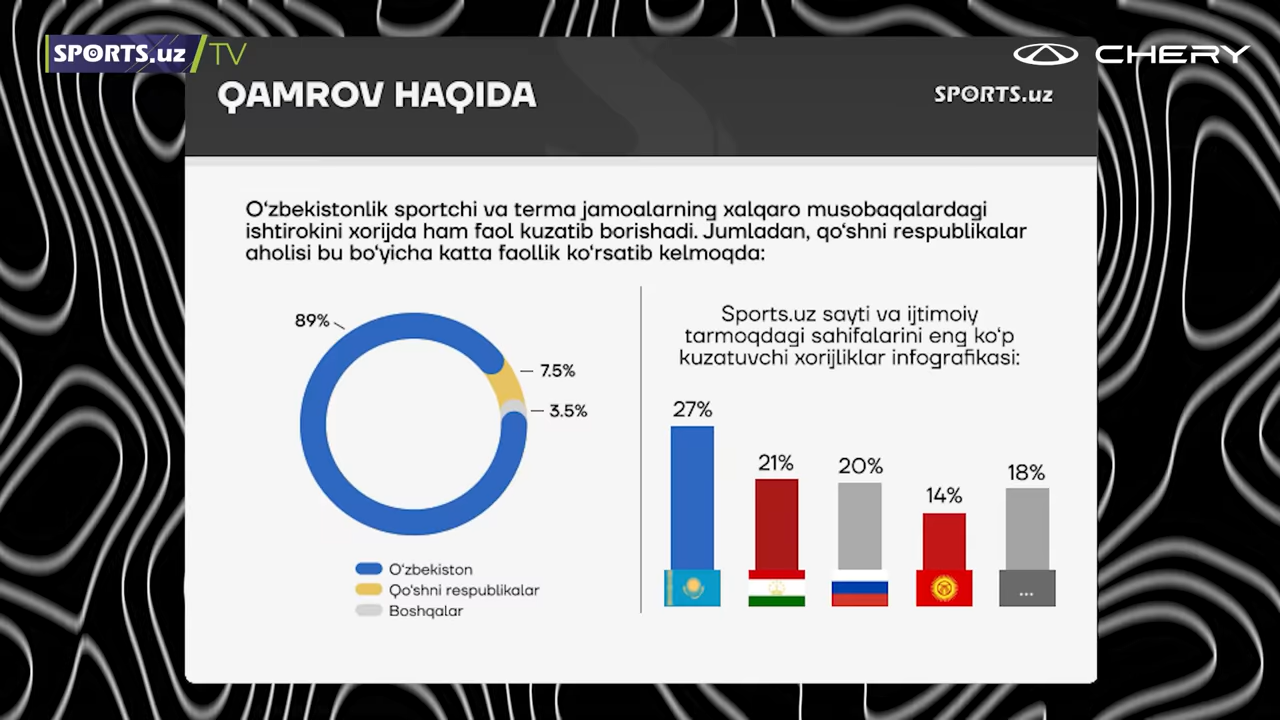 SPORTS.uz TV
CHERY
QAMROV HAQIDA
SPORTS.uz
O‘zbekistonlik sportchi va terma jamoalarning xalqaro musobaqalardagi
ishtirokini xorijda ham faol kuzatib borishadi. Jumladan, qo‘shni respublikalar
aholisi bu bo‘yicha katta faollik ko‘rsatib kelmoqda:
89%
7.5%
3.5%
O‘zbekiston
Qo‘shni respublikalar
Boshqalar
Sports.uz sayti va ijtimoiy
tarmoqdagi sahifalarini eng ko‘p
kuzatuvchi xorijliklar infografikasi:
27%
21%
20%
14%
18%
...